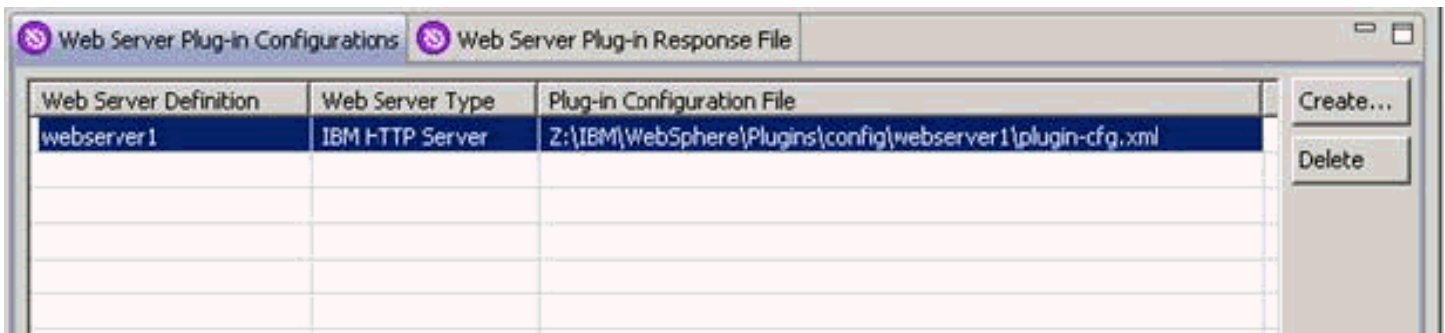 Web Server Plug-in Configurations Web Server Plug-in Response File
Web Server Definition Web Server Type Plug-in Configuration File Create...
webserver1 IBM HTTP Server Z:\IBM\WebSphere\Plugins\config\webserver1\plugin-cfg.xml
Delete